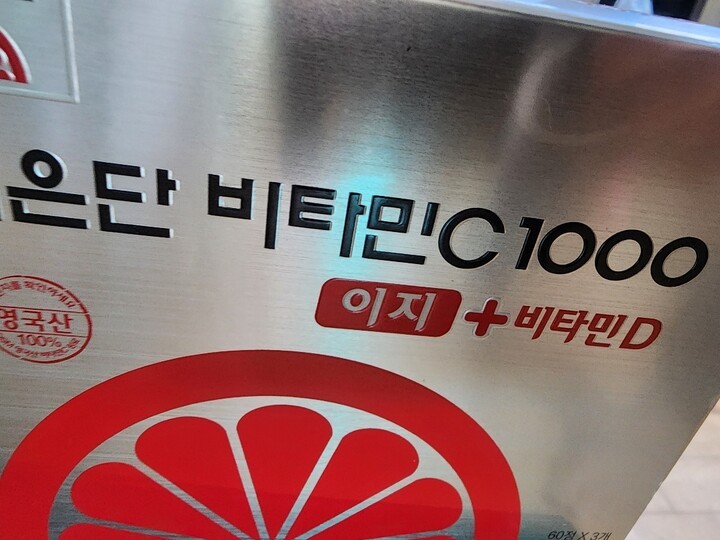 은단 비타민C 1000
이지 + 비타민D
영국산
100%
60정 X 3개